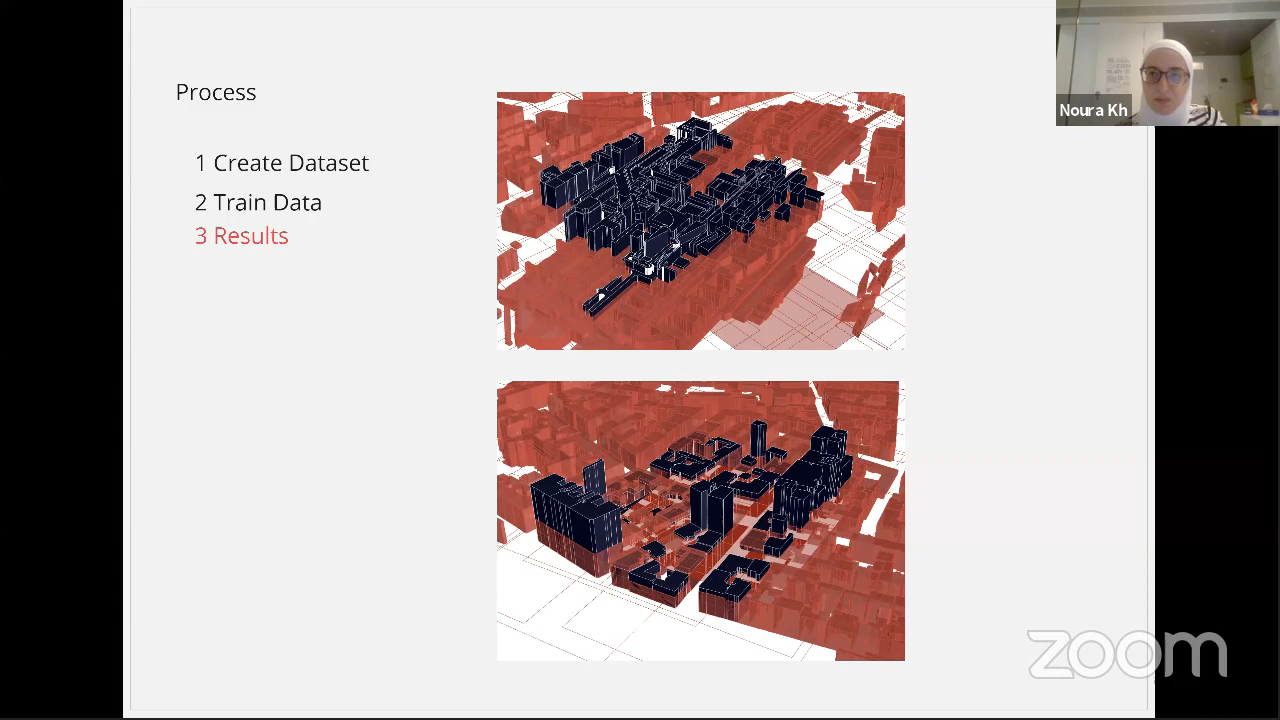 Process
1 Create Dataset
2 Train Data
3 Results
Noura Kh
zoom